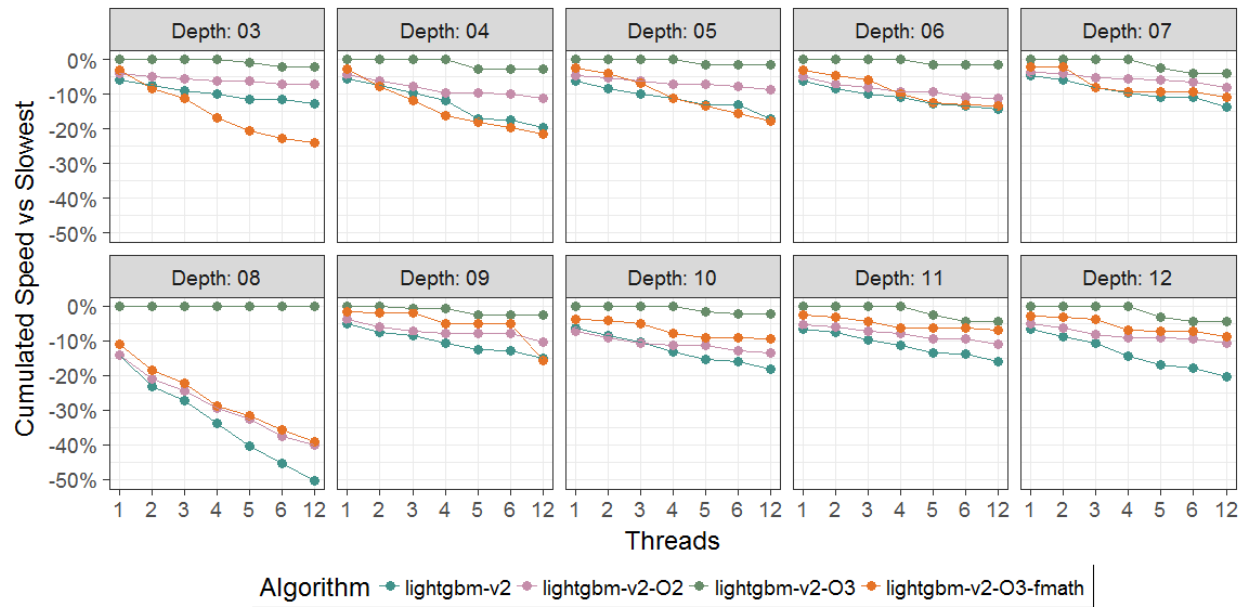 Depth: 03 Depth: 04 Depth: 05 Depth: 06 Depth: 07
0%
-10%
-20%
-30%
-40%
-50%
Depth: 08 Depth: 09 Depth: 10 Depth: 11 Depth: 12
0%
-10%
-20%
-30%
-40%
-50%
Cumulated Speed vs Slowest
1 2 3 4 5 6 12 1 2 3 4 5 6 12 1 2 3 4 5 6 12 1 2 3 4 5 6 12 1 2 3 4 5 6 12
Threads
Algorithm lightgbm-v2 lightgbm-v2-O2 lightgbm-v2-O3 lightgbm-v2-O3-fmath